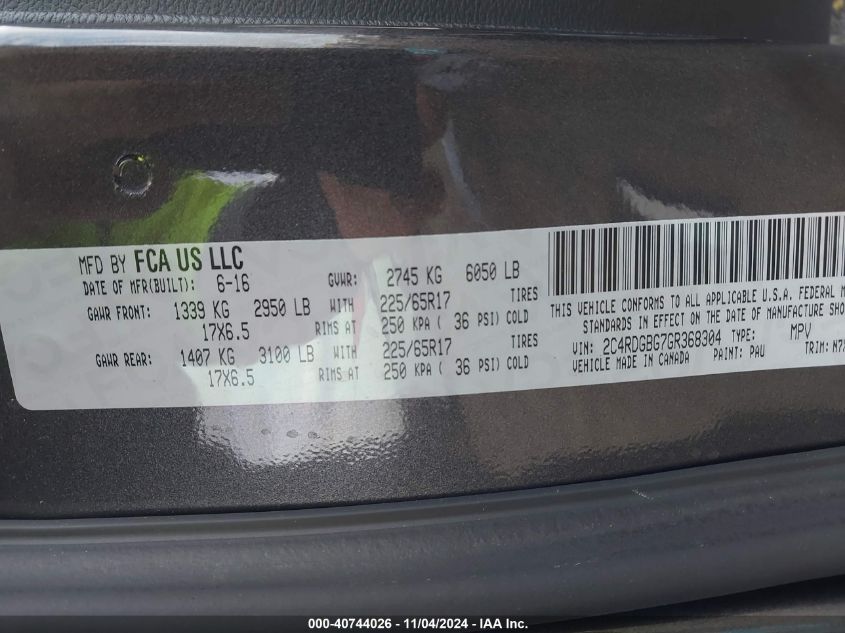 MFD BY FCA US LLC
DATE OF MFR(BUILT): 6-16 GVWR: 2745 KG 6050 LB
GAWR FRONT: 1339 KG 2950 LB WITH 225/65R17 TIRES
17X6.5 RIMS AT 250 KPA ( 36 PSI) COLD
GAWR REAR: 1407 KG 3100 LB WITH 225/65R17 TIRES
17X6.5 RIMS AT 250 KPA ( 36 PSI) COLD
THIS VEHICLE CONFORMS TO ALL APPLICABLE U.S.A. FEDERAL M
STANDARDS IN EFFECT ON THE DATE OF MANUFACTURE SHO
VIN: 2C4RDGBG7GR368304 TYPE: MPV
VEHICLE MADE IN CANADA PAINT: PAU TRIM:
000-40744026 - 11/04/2024 - IAA Inc.